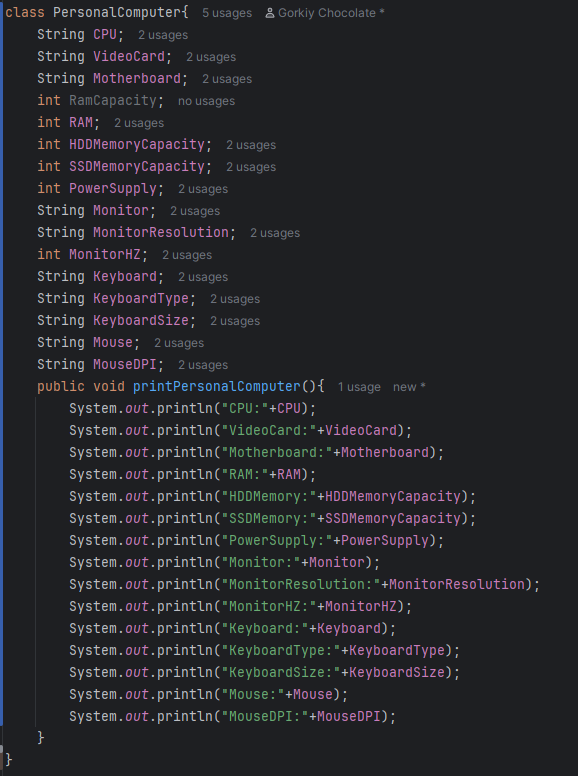 class PersonalComputer{ 5 usages Gorkiy Chocolate *
    String CPU; 2 usages
    String VideoCard; 2 usages
    String Motherboard; 2 usages
    int RamCapacity; no usages
    int RAM; 2 usages
    int HDDMemoryCapacity; 2 usages
    int SSDMemoryCapacity; 2 usages
    int PowerSupply; 2 usages
    String Monitor; 2 usages
    String MonitorResolution; 2 usages
    int MonitorHZ; 2 usages
    String Keyboard; 2 usages
    String KeyboardType; 2 usages
    String KeyboardSize; 2 usages
    String Mouse; 2 usages
    String MouseDPI; 2 usages
    public void printPersonalComputer(){ 1 usage new *
        System.out.println("CPU:"+CPU);
        System.out.println("VideoCard:"+VideoCard);
        System.out.println("Motherboard:"+Motherboard);
        System.out.println("RAM:"+RAM);
        System.out.println("HDDMemory:"+HDDMemoryCapacity);
        System.out.println("SSDMemory:"+SSDMemoryCapacity);
        System.out.println("PowerSupply:"+PowerSupply);
        System.out.println("Monitor:"+Monitor);
        System.out.println("MonitorResolution:"+MonitorResolution);
        System.out.println("MonitorHZ:"+MonitorHZ);
        System.out.println("Keyboard:"+Keyboard);
        System.out.println("KeyboardType:"+KeyboardType);
        System.out.println("KeyboardSize:"+KeyboardSize);
        System.out.println("Mouse:"+Mouse);
        System.out.println("MouseDPI:"+MouseDPI);
    }
}